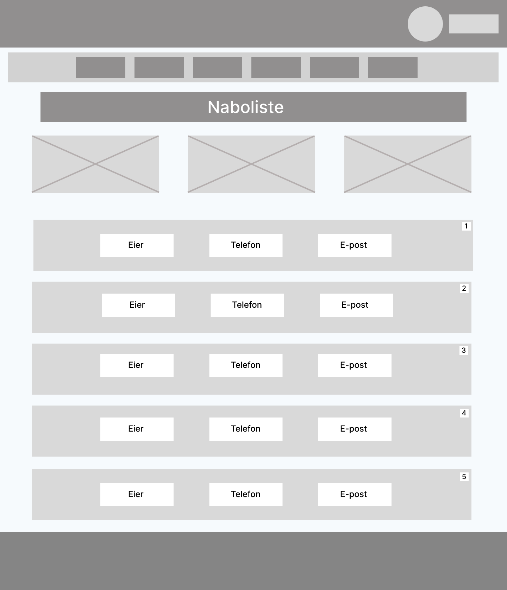 Naboliste
1
Eier Telefon E-post
2
Eier Telefon E-post
3
Eier Telefon E-post
4
Eier Telefon E-post
5
Eier Telefon E-post